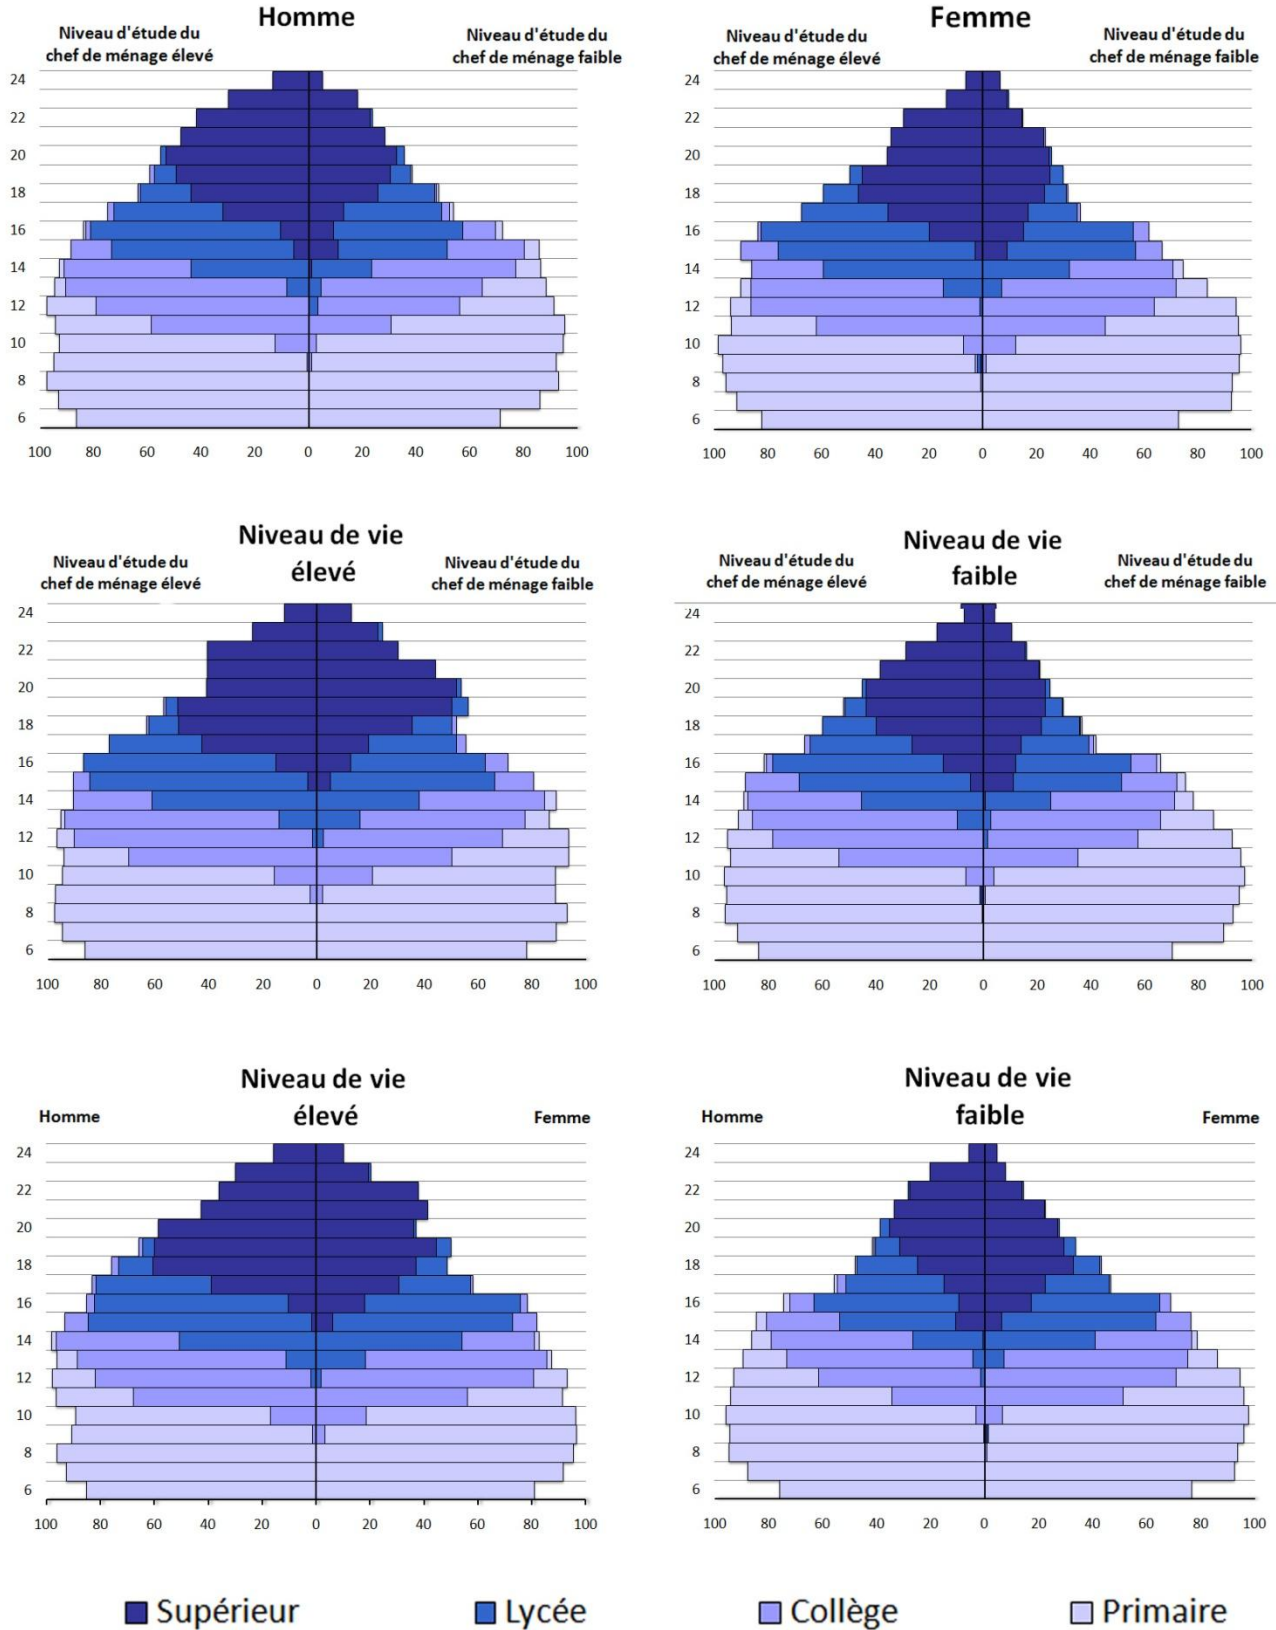 Homme
Niveau d'étude du
chef de ménage élevé
Niveau d'étude du
chef de ménage faible
24
22
20
18
16
14
12
10
8
6
100 80 60 40 20 0 20 40 60 80 100
Femme
Niveau d'étude du
chef de ménage élevé
Niveau d'étude du
chef de ménage faible
24
22
20
18
16
14
12
10
8
6
100 80 60 40 20 0 20 40 60 80 100
Niveau de vie
élevé
Niveau d'étude du
chef de ménage élevé
Niveau d'étude du
chef de ménage faible
24
22
20
18
16
14
12
10
8
6
100 80 60 40 20 0 20 40 60 80 100
Niveau de vie
faible
Niveau d'étude du
chef de ménage élevé
Niveau d'étude du
chef de ménage faible
24
22
20
18
16
14
12
10
8
6
100 80 60 40 20 0 20 40 60 80 100
Niveau de vie
élevé
Homme
Femme
24
22
20
18
16
14
12
10
8
6
100 80 60 40 20 0 20 40 60 80 100
Niveau de vie
faible
Homme
Femme
24
22
20
18
16
14
12
10
8
6
100 80 60 40 20 0 20 40 60 80 100
Supérieur Lycée Collège Primaire